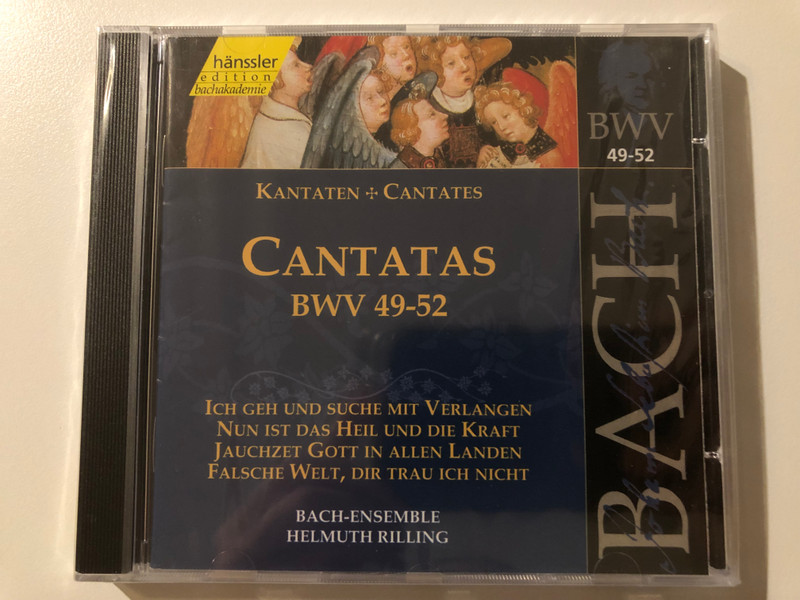 hänssler
edition
bachakademie
BWV
49-52
KANTATEN + CANTATES
CANTATAS
BWV 49-52
ICH GEH UND SUCHE MIT VERLANGEN
NUN IST DAS HEIL UND DIE KRAFT
JAUCHZET GOTT IN ALLEN LANDEN
FALSCHE WELT, DIR TRAU ICH NICHT
BACH-ENSEMBLE
HELMUTH RILLING
BACH